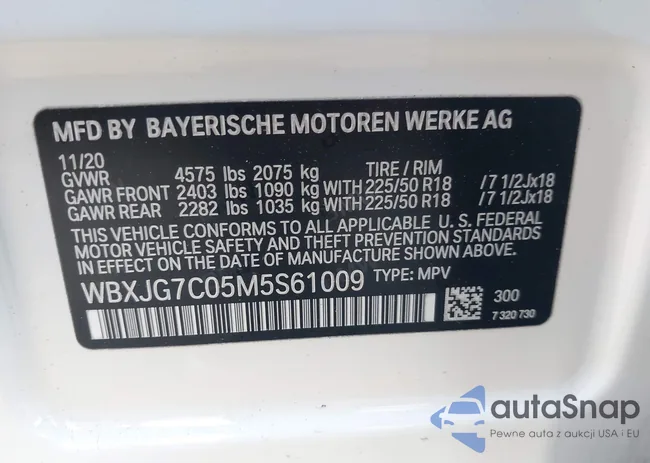 MFD BY BAYERISCHE MOTOREN WERKE AG
11/20 TIRE / RIM
GVWR 4575 lbs 2075 kg
GAWR FRONT 2403 lbs 1090 kg WITH 225/50 R18 /7 1/2Jx18
GAWR REAR 2282 lbs 1035 kg WITH 225/50 R18 /7 1/2Jx18
THIS VEHICLE CONFORMS TO ALL APPLICABLE U. S. FEDERAL
MOTOR VEHICLE SAFETY AND THEFT PREVENTION STANDARDS
IN EFFECT ON THE DATE OF MANUFACTURE SHOWN ABOVE.
WBXJG7C05M5S61009 TYPE: MPV
300
7 320 730
autoSnap
Pewne auta z aukcji USA i EU